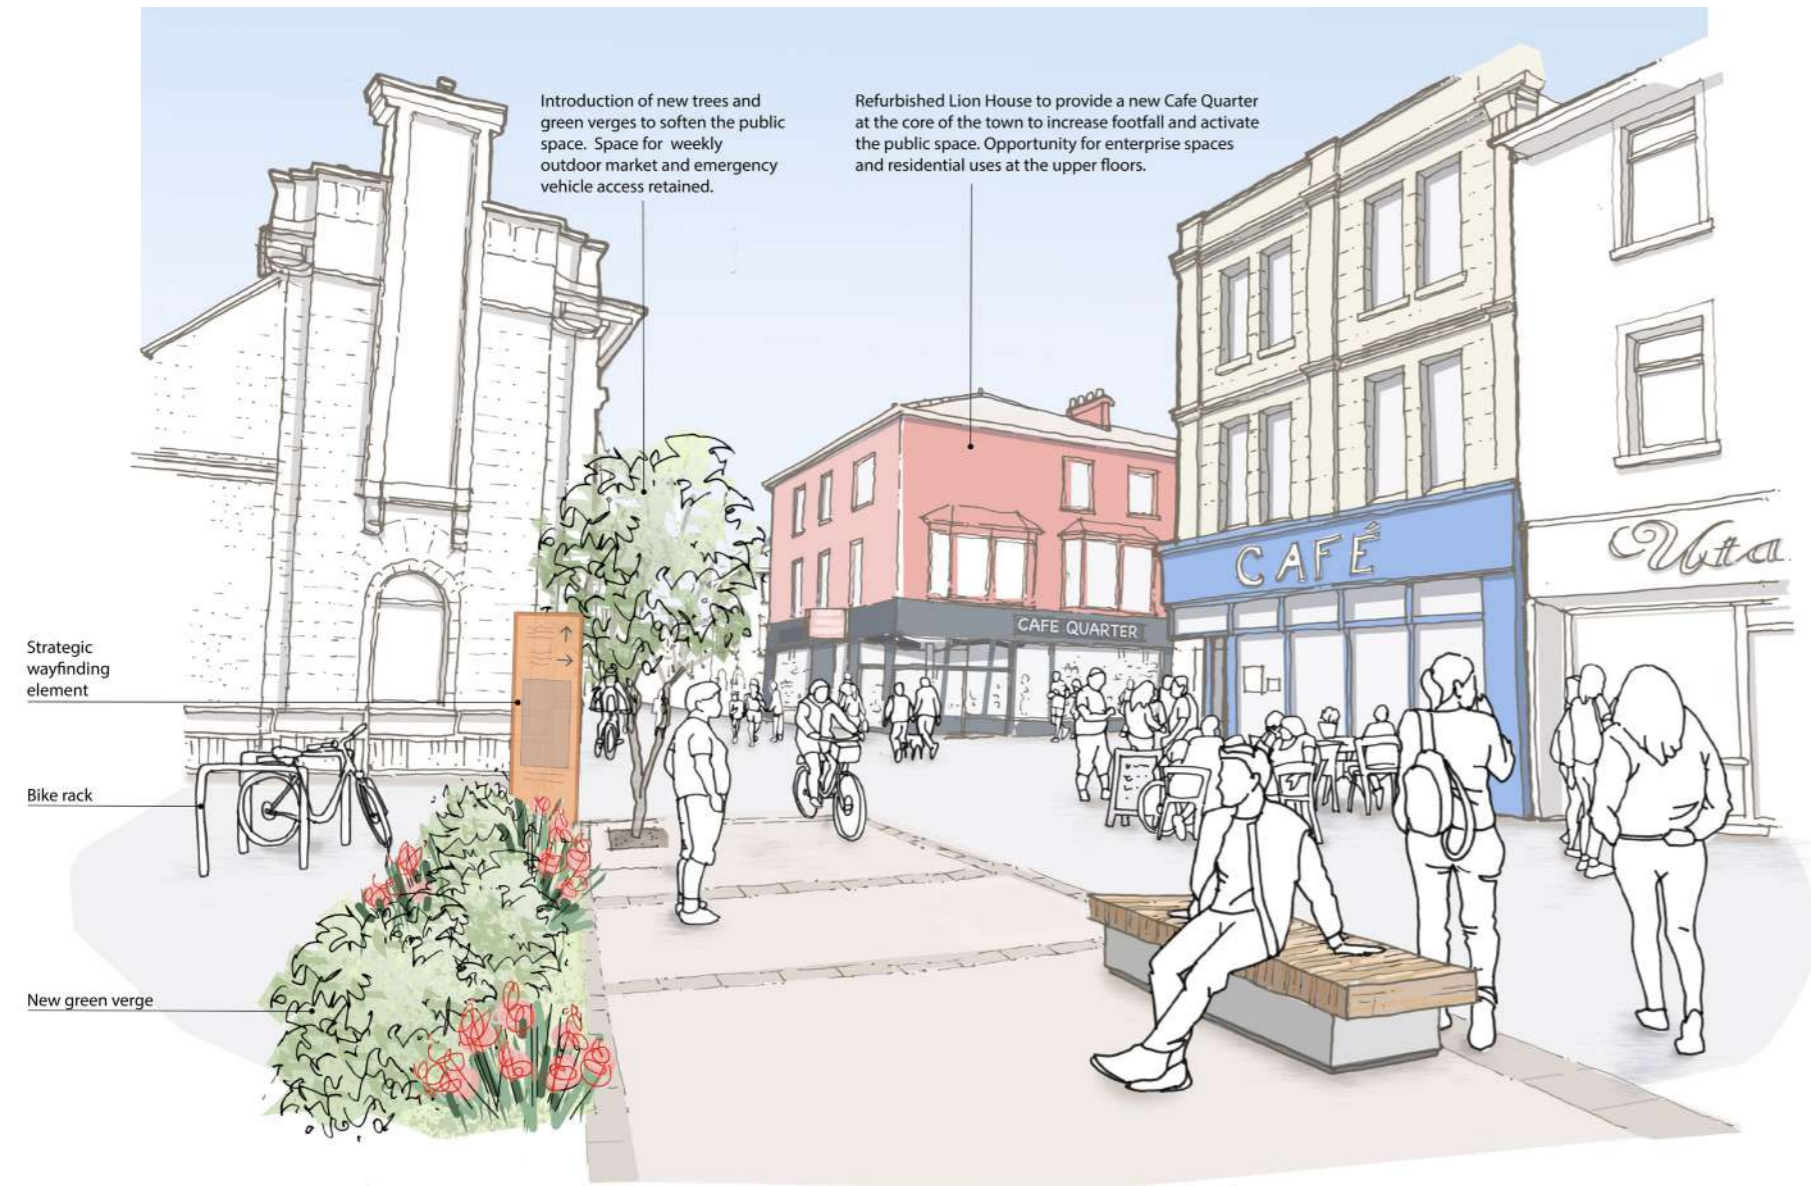 Introduction of new trees and
green verges to soften the public
space. Space for weekly
outdoor market and emergency
vehicle access retained.
Refurbished Lion House to provide a new Cafe Quarter
at the core of the town to increase footfall and activate
the public space. Opportunity for enterprise spaces
and residential uses at the upper floors.
CAFÉ
CAFE QUARTER
Strategic
wayfinding
element
Bike rack
New green verge